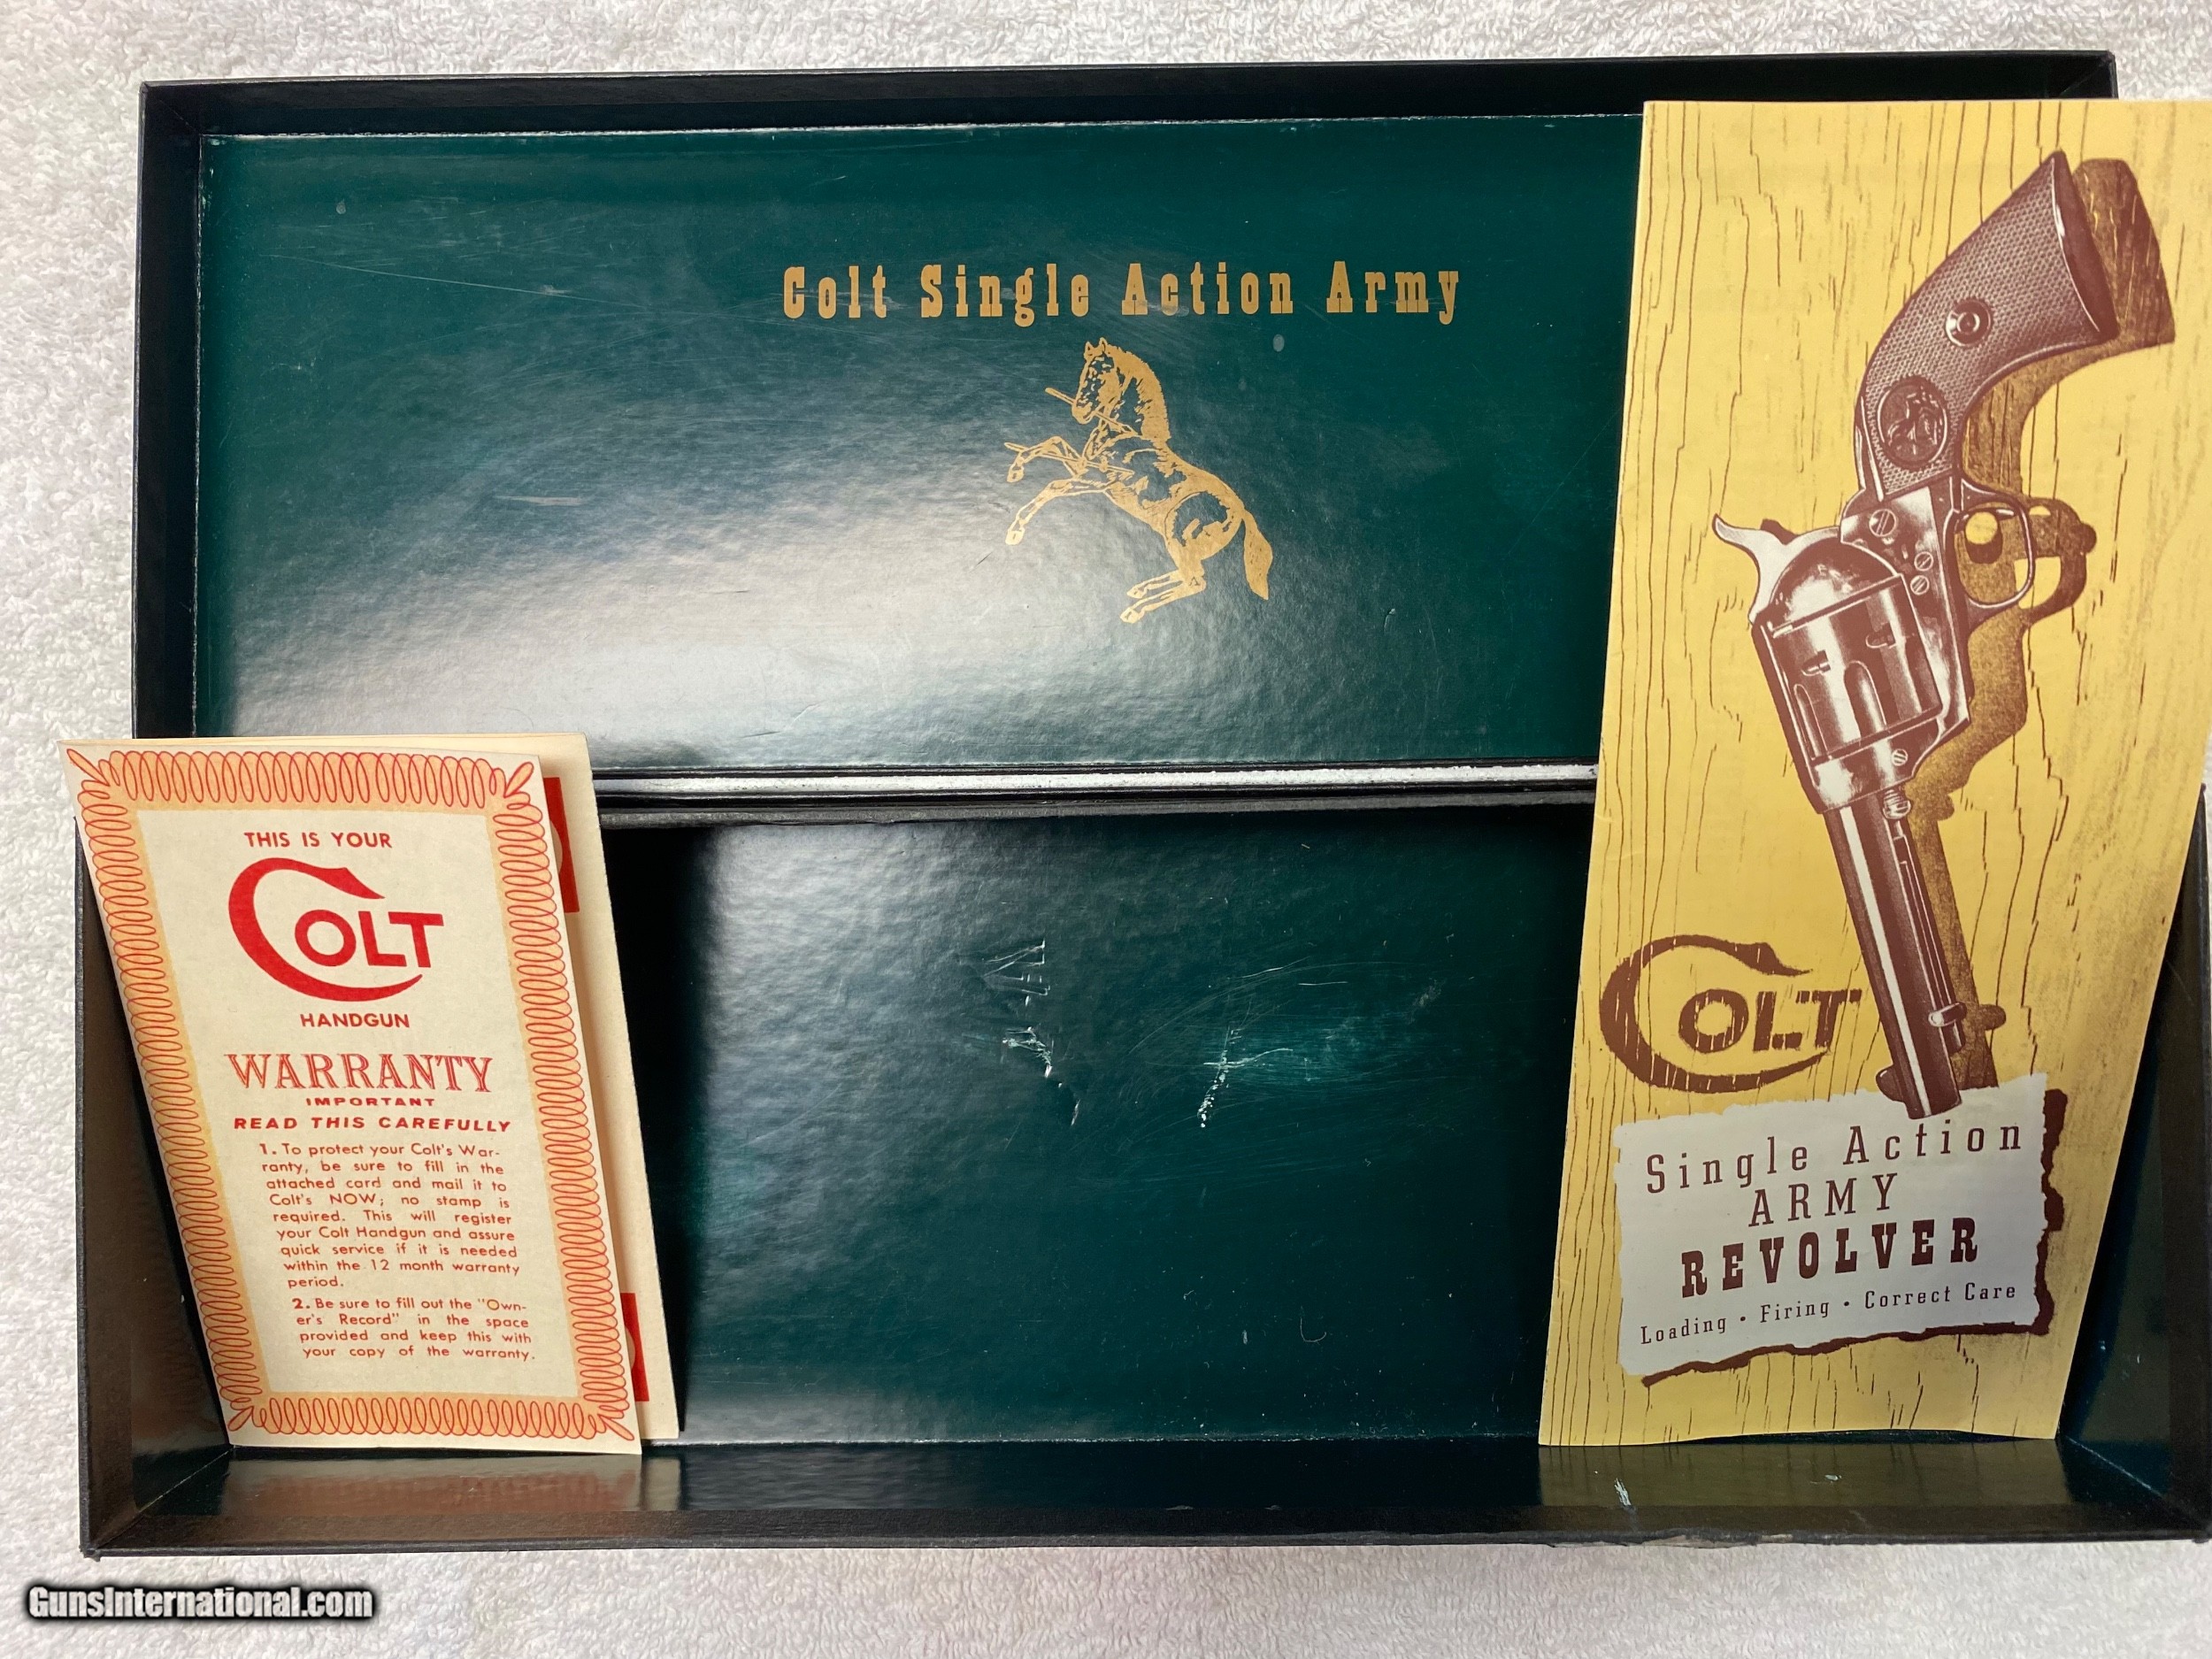 Colt Single Action Army
THIS IS YOUR
COLT
HANDGUN
WARRANTY
IMPORTANT
READ THIS CAREFULLY
1. To protect your Colt's War-
ranty, be sure to fill in the
attached card and mail it to
Colt's NOW; no stamp is
required. This will register
your Colt Handgun and assure
quick service if it is needed
within the 12 month warranty
period.
2. Be sure to fill out the "Own-
er's Record" in the space
provided and keep this with
your copy of the warranty.
COLT
Single Action
ARMY
REVOLVER
Loading • Firing • Correct Care
GunsInternational.com